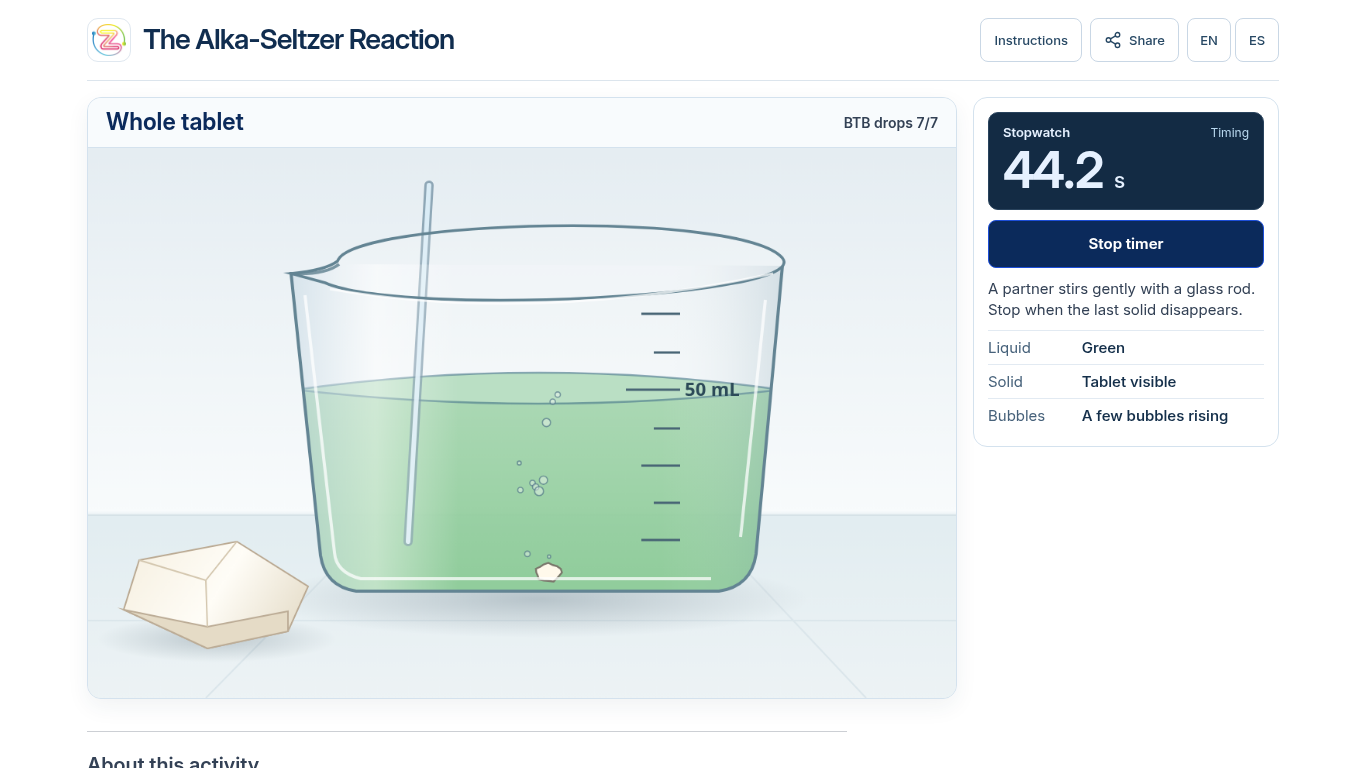 The Alka-Seltzer Reaction
Instructions
Share
EN
ES
Whole tablet
BTB drops 7/7
50 mL
Stopwatch
Timing
44.2 s
Stop timer
A partner stirs gently with a glass rod.
Stop when the last solid disappears.
Liquid Green
Solid Tablet visible
Bubbles A few bubbles rising
About this activity